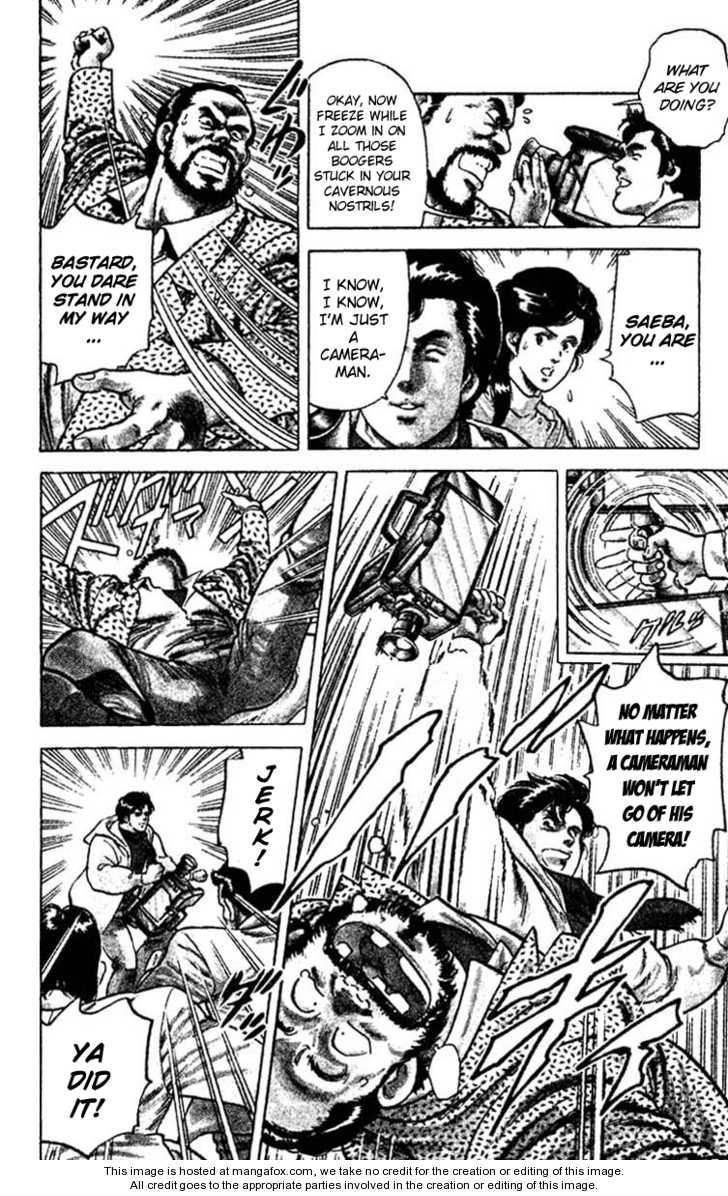 WHAT
ARE YOU
DOING?
OKAY, NOW
FREEZE WHILE
I ZOOM IN ON
ALL THOSE
BOOGERS
STUCK IN YOUR
CAVERNOUS
NOSTRILS!
BASTARD,
YOU DARE
STAND IN
MY WAY
...
SAEBA,
YOU ARE
...
I KNOW,
I KNOW,
I'M JUST
A
CAMERA-
MAN.
NO MATTER
WHAT HAPPENS,
A CAMERAMAN
WON'T LET
GO OF HIS
CAMERA!
JERK!
YA
DID
IT!
This image is hosted at mangafox.com, we take no credit for the creation or editing of this image.
All credit goes to the appropriate parties involved in the creation or editing of this image.